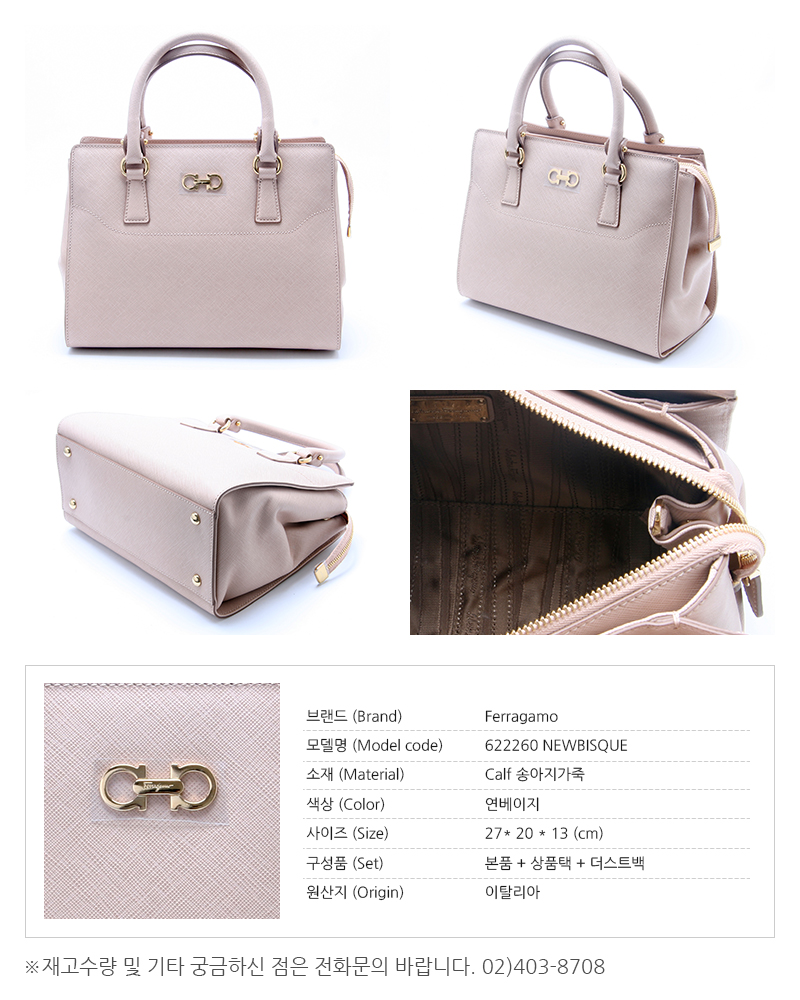 Ferragamo
브랜드 (Brand) Ferragamo
모델명 (Model code) 622260 NEWBISQUE
소재 (Material) Calf 송아지가죽
색상 (Color) 연베이지
사이즈 (Size) 27* 20 * 13 (cm)
구성품 (Set) 본품 + 상품택 + 더스트백
원산지 (Origin) 이탈리아
※재고수량 및 기타 궁금하신 점은 전화문의 바랍니다. 02)403-8708